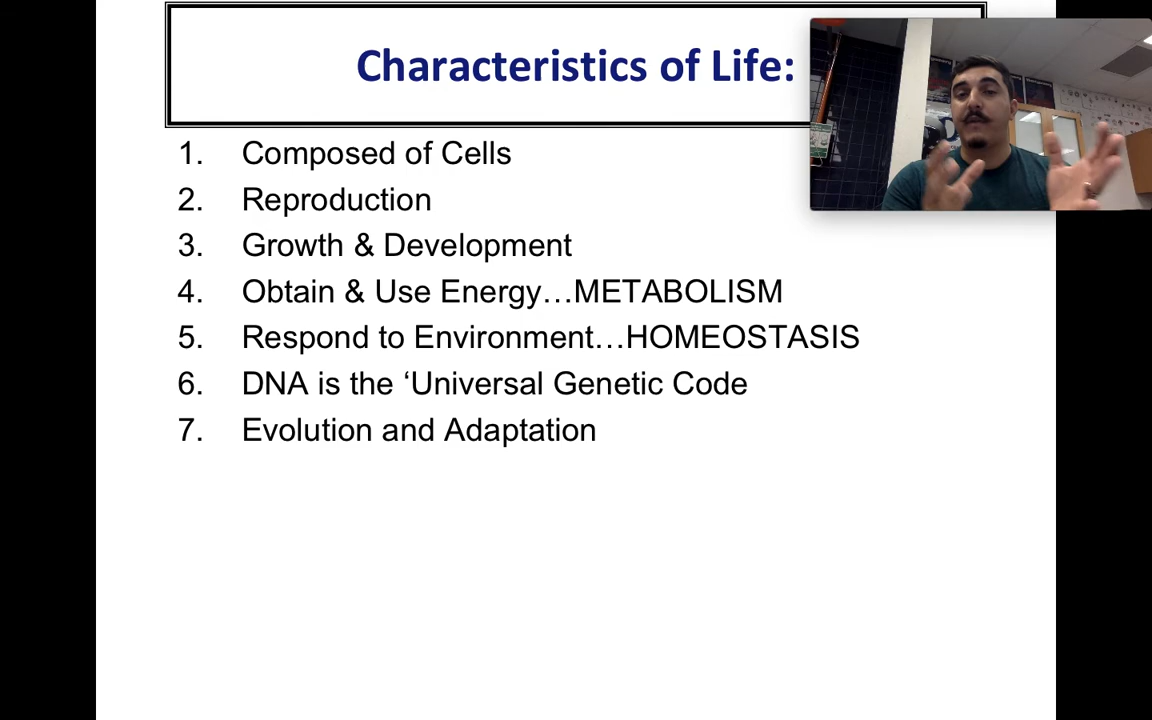 Characteristics of Life:
1. Composed of Cells
2. Reproduction
3. Growth & Development
4. Obtain & Use Energy…METABOLISM
5. Respond to Environment…HOMEOSTASIS
6. DNA is the ‘Universal Genetic Code
7. Evolution and Adaptation